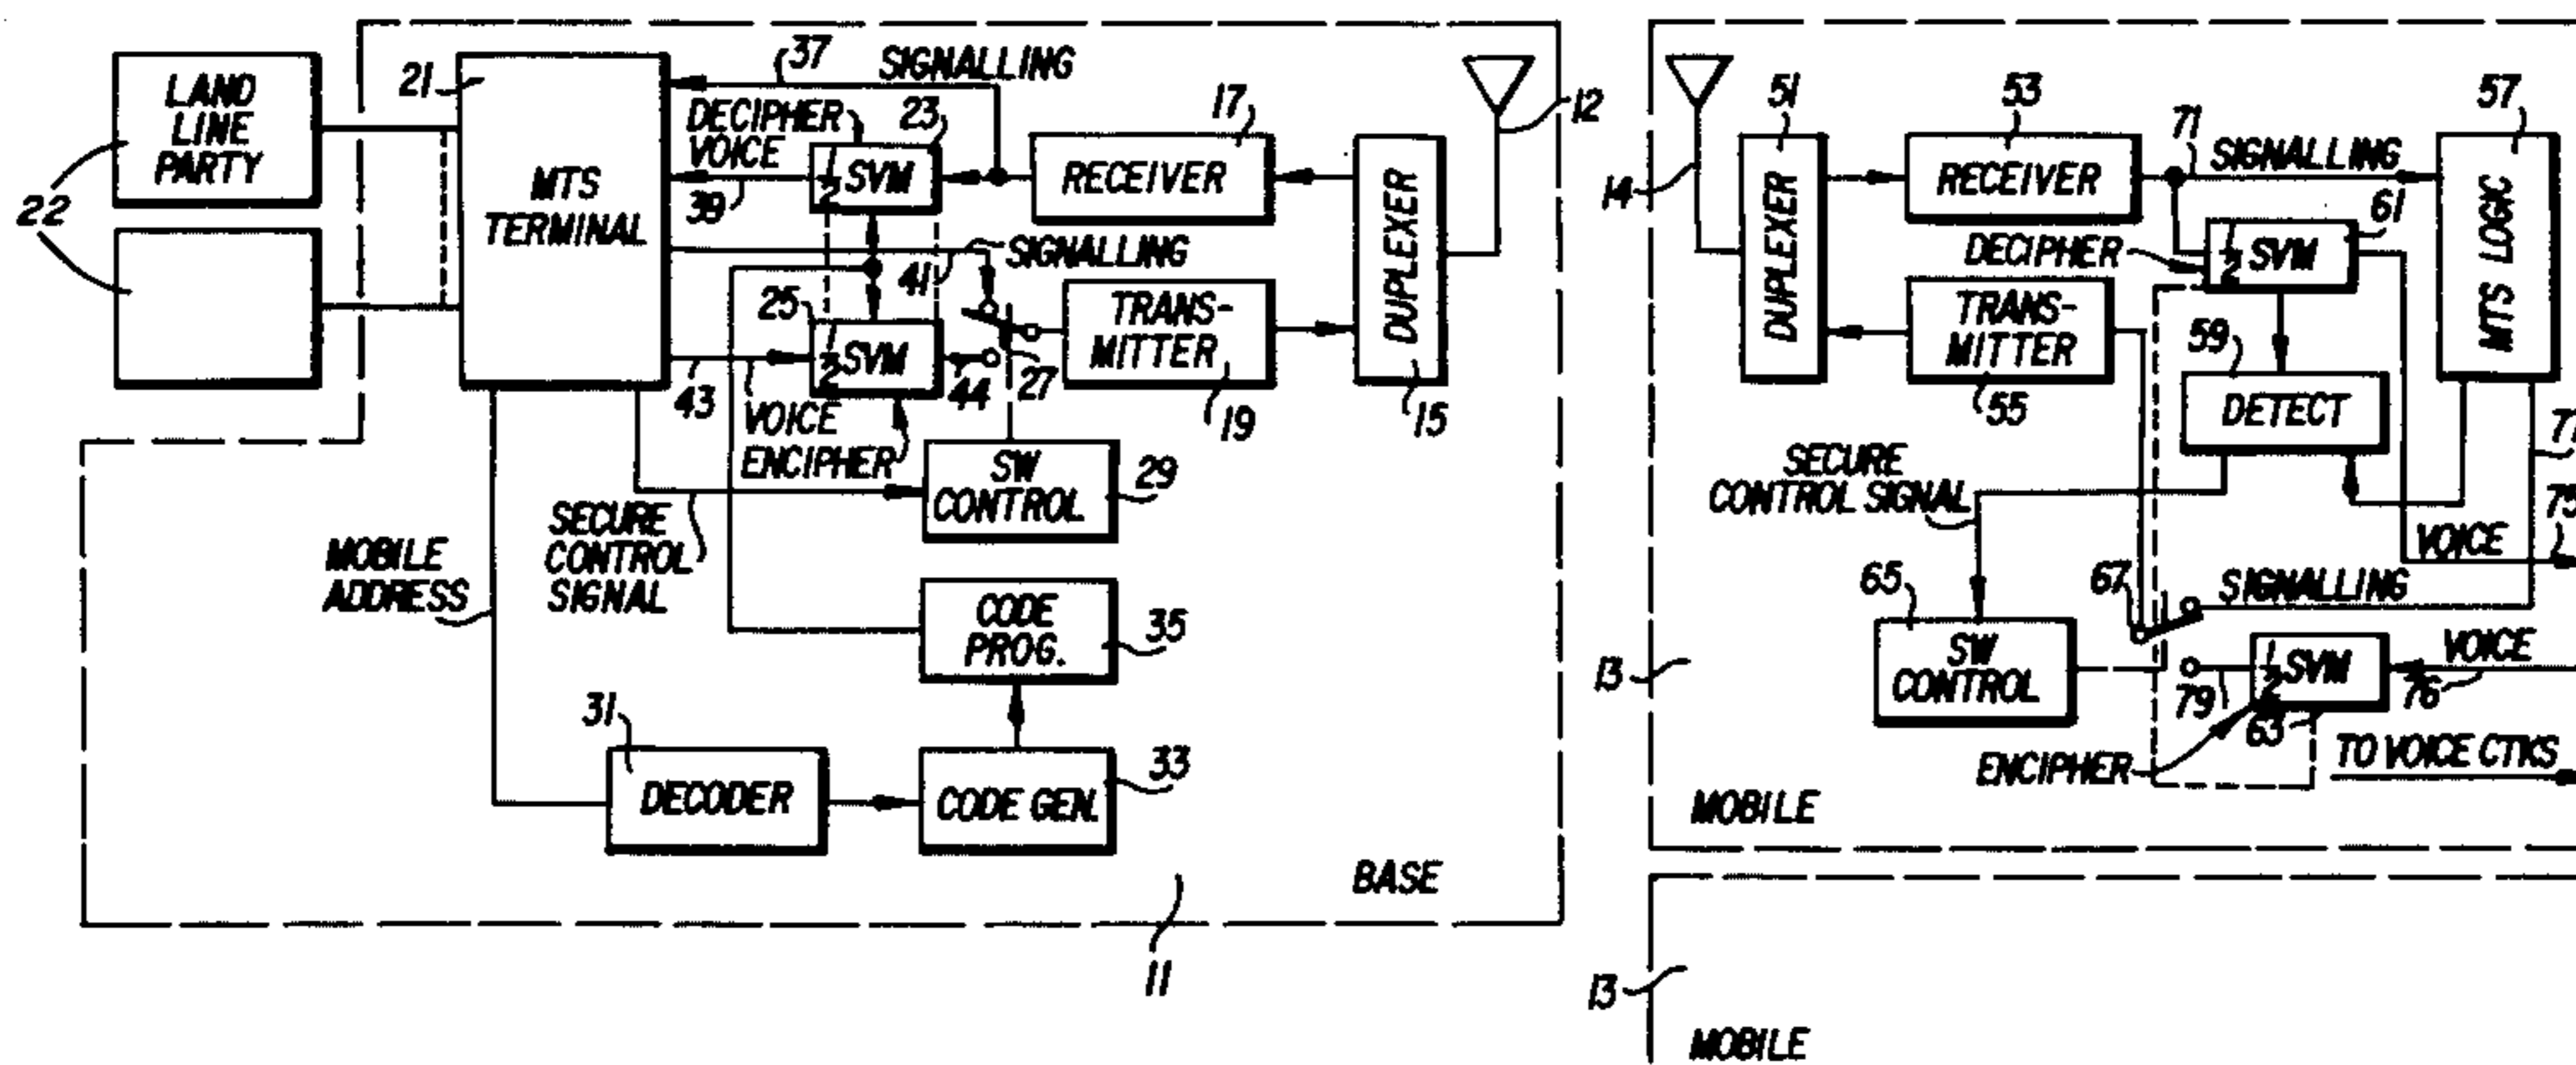 LAND
LINE
PARTY
22
21
MTS
TERMINAL
37
SIGNALLING
DECIPHER
VOICE
39
23
1/2 SVM
17
RECEIVER
12
41
SIGNALLING
25
1/2 SVM
44
27
TRANS-
MITTER
19
DUPLEXER
15
43
VOICE
ENCIPHER
SW
CONTROL
29
SECURE
CONTROL
SIGNAL
MOBILE
ADDRESS
CODE
PROG.
35
31
DECODER
CODE GEN.
33
BASE
11
14
51
DUPLEXER
53
RECEIVER
71
SIGNALLING
57
MTS LOGIC
61
DECIPHER
1/2 SVM
TRANS-
MITTER
55
59
DETECT
77
SECURE
CONTROL SIGNAL
75
VOICE
65
SW
CONTROL
67
SIGNALLING
VOICE
79
1/2 SVM
76
63
ENCIPHER
TO VOICE CTKS
13
MOBILE
13
MOBILE